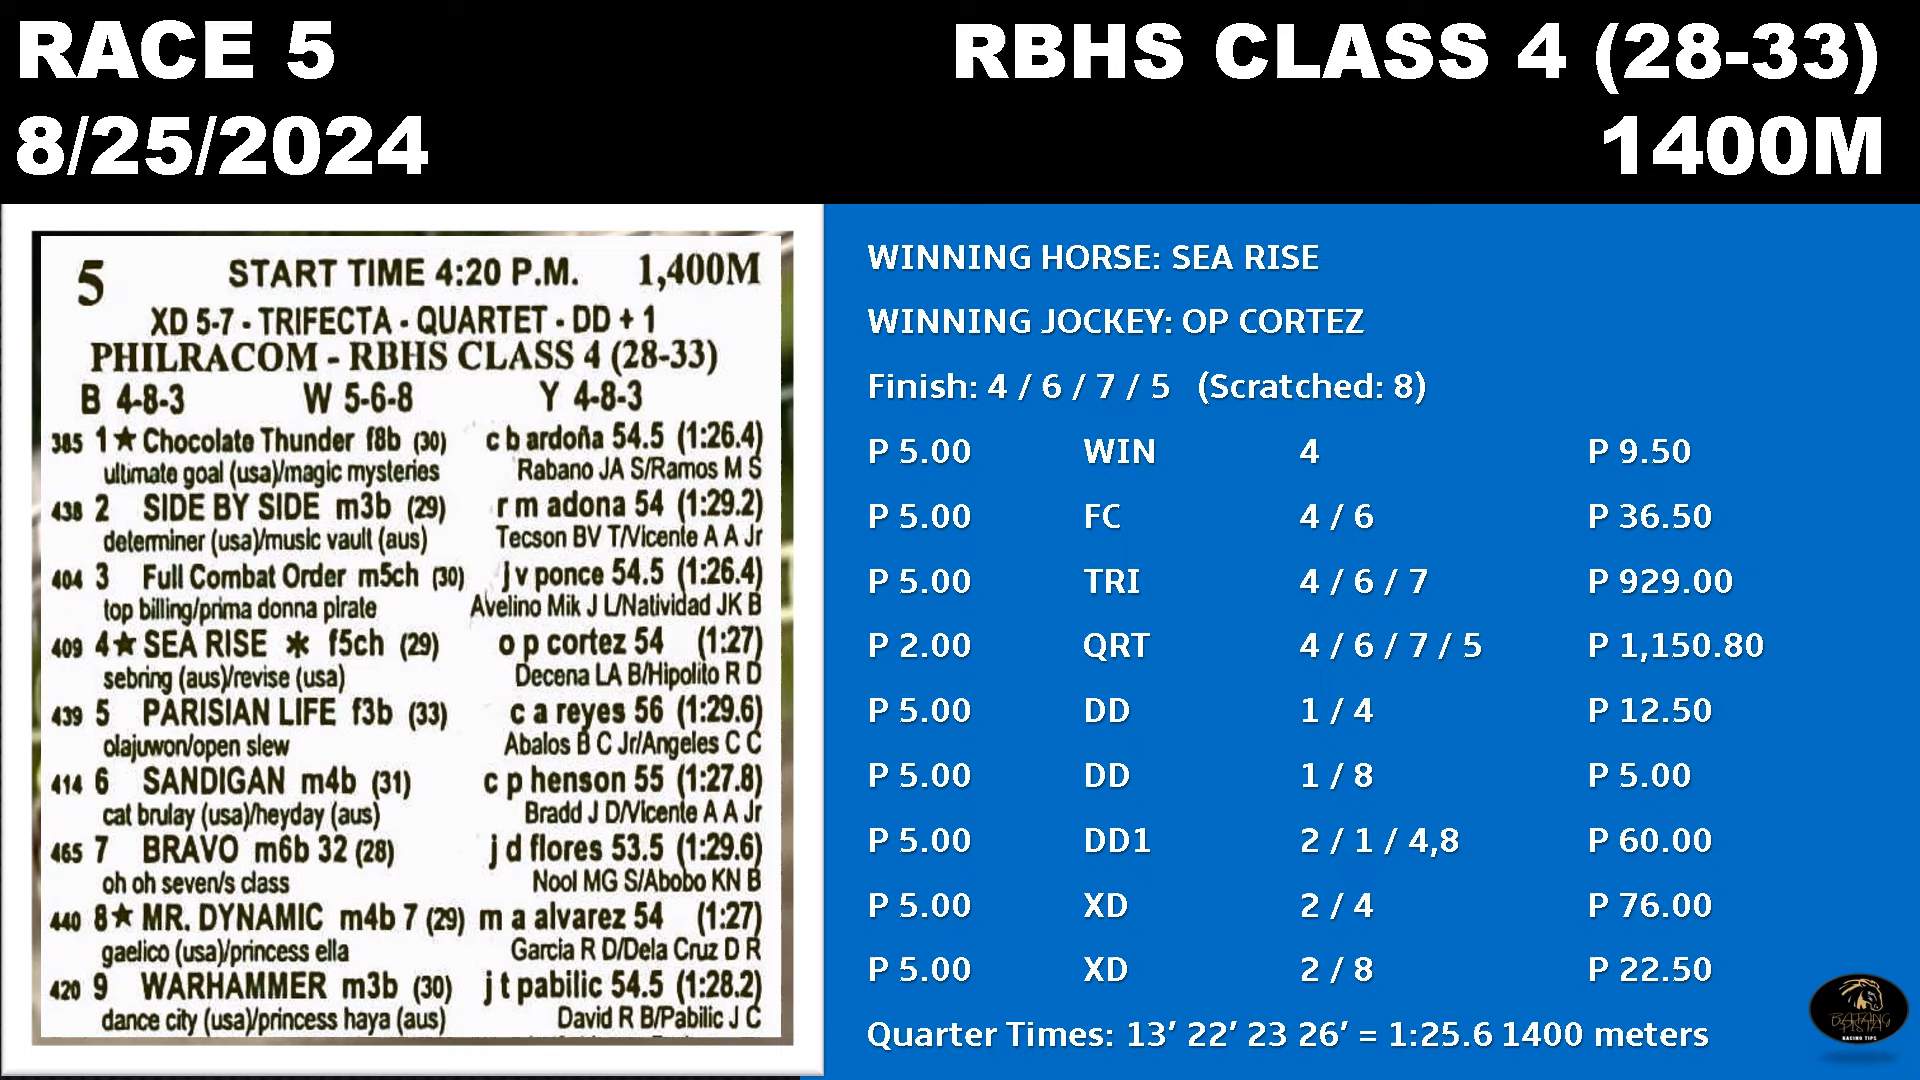 RACE 5
8/25/2024
RBHS CLASS 4 (28-33)
1400M
5 START TIME 4:20 P.M. 1,400M
XD 5-7 - TRIFECTA - QUARTET - DD + 1
PHILRACOM - RBHS CLASS 4 (28-33)
B 4-8-3 W 5-6-8 Y 4-8-3
385 1★ Chocolate Thunder f8b (30) c b ardoña 54.5 (1:26.4)
ultimate goal (usa)/magic mysteries Rabano JA S/Ramos M S
438 2 SIDE BY SIDE m3b (29) r m adona 54 (1:29.2)
determiner (usa)/music vault (aus) Tecson BV T/Vicente A A Jr
404 3 Full Combat Order m5ch (30) j v ponce 54.5 (1:26.4)
top billing/prima donna pirate Avelino Mik J L/Natividad JK B
409 4★ SEA RISE * f5ch (29) o p cortez 54 (1:27)
sebring (aus)/revise (usa) Decena LA B/Hipolito R D
439 5 PARISIAN LIFE f3b (33) c a reyes 56 (1:29.6)
olajuwon/open slew Abalos B C Jr/Angeles C C
414 6 SANDIGAN m4b (31) c p henson 55 (1:27.8)
cat brulay (usa)/heyday (aus) Bradd J D/Vicente A A Jr
465 7 BRAVO m6b 32 (28) j d flores 53.5 (1:29.6)
oh oh seven/s class Nool MG S/Abobo KN B
440 8★ MR. DYNAMIC m4b 7 (29) m a alvarez 54 (1:27)
gaelico (usa)/princess ella Garcia R D/Dela Cruz D R
420 9 WARHAMMER m3b (30) j t pabilic 54.5 (1:28.2)
dance city (usa)/princess haya (aus) David R B/Pabilic J C
WINNING HORSE: SEA RISE
WINNING JOCKEY: OP CORTEZ
Finish: 4 / 6 / 7 / 5 (Scratched: 8)
P 5.00 WIN 4 P 9.50
P 5.00 FC 4 / 6 P 36.50
P 5.00 TRI 4 / 6 / 7 P 929.00
P 2.00 QRT 4 / 6 / 7 / 5 P 1,150.80
P 5.00 DD 1 / 4 P 12.50
P 5.00 DD 1 / 8 P 5.00
P 5.00 DD1 2 / 1 / 4,8 P 60.00
P 5.00 XD 2 / 4 P 76.00
P 5.00 XD 2 / 8 P 22.50
Quarter Times: 13’ 22’ 23 26’ = 1:25.6 1400 meters
BATANG
PISTA
RACING TIPS